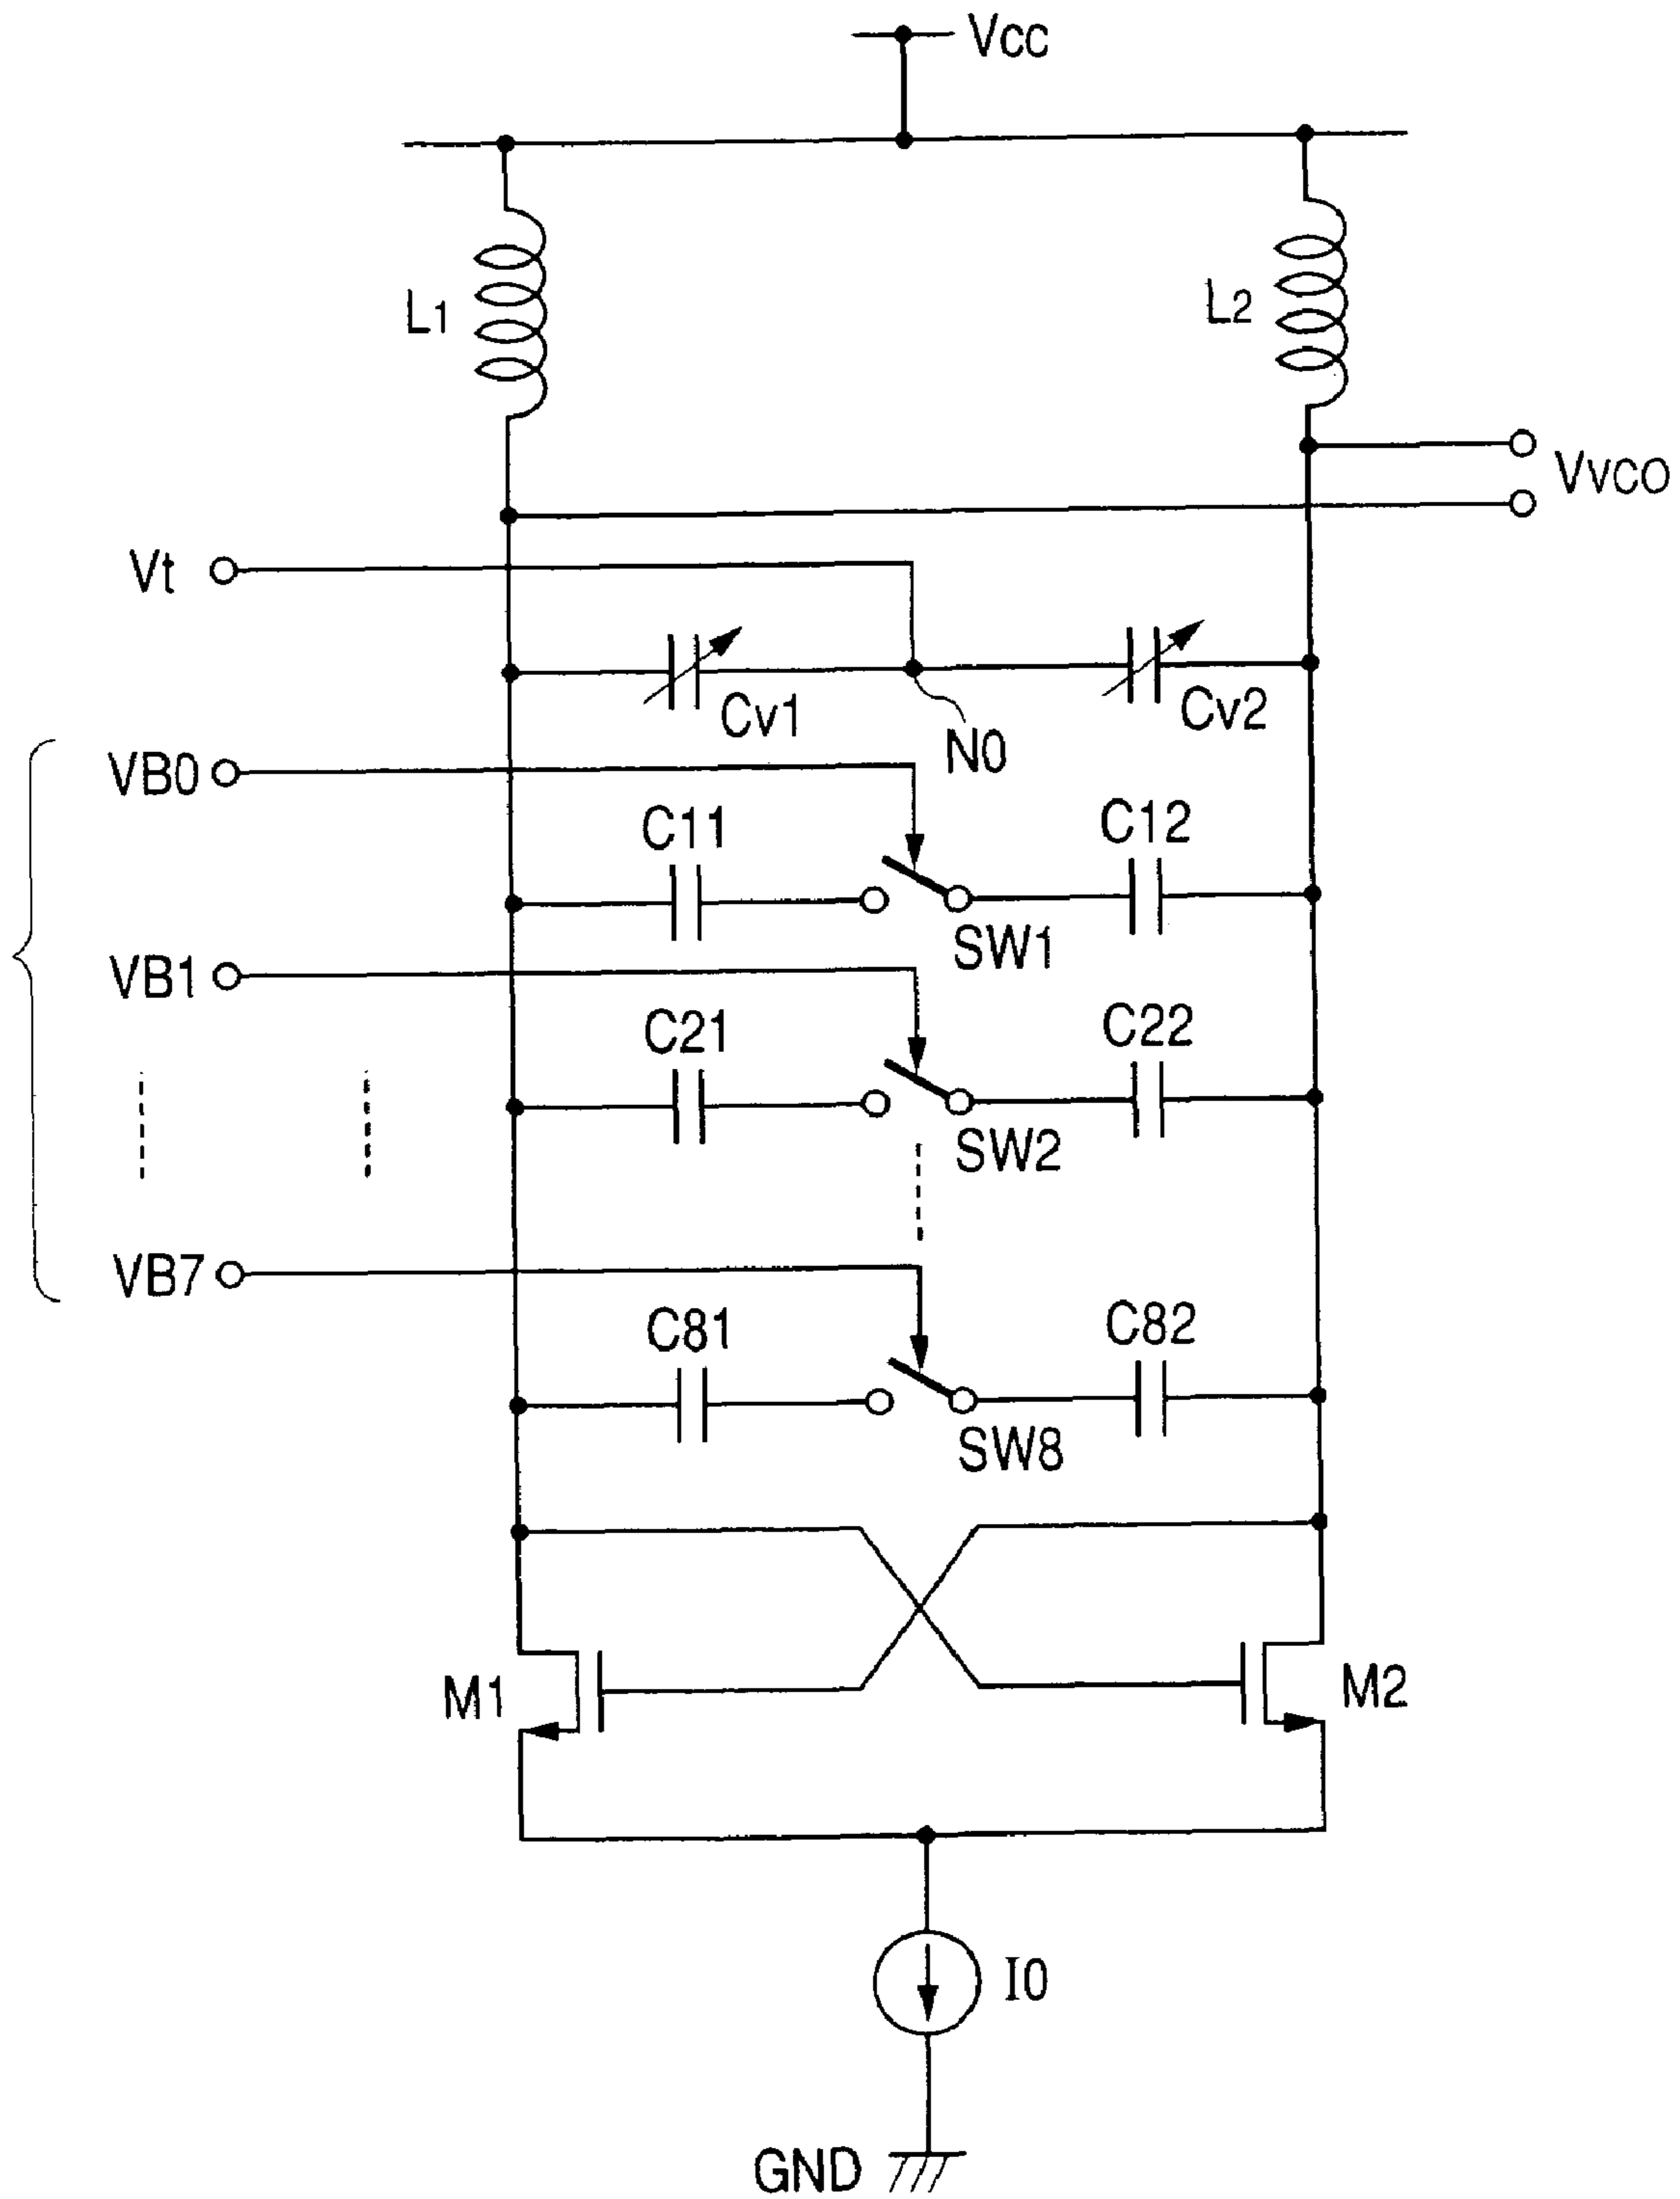 Vcc
L1
L2
Vvco
Vt
Cv1
Cv2
N0
VB0
C11
C12
SW1
VB1
C21
C22
SW2
VB7
C81
C82
SW8
M1
M2
I0
GND